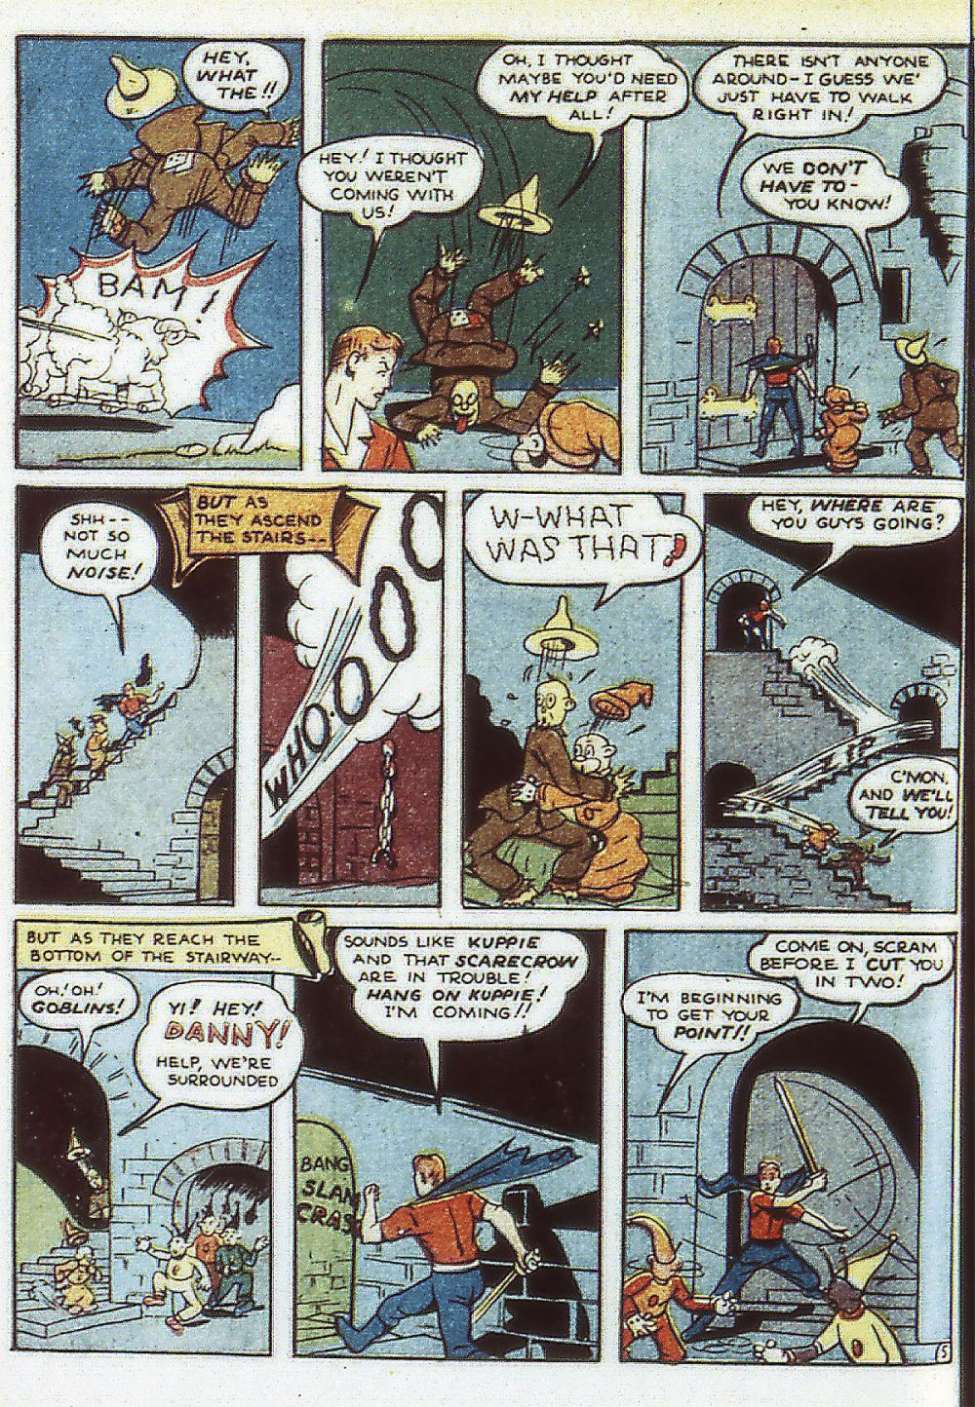 HEY,
WHAT
THE!!
BAM!
OH, I THOUGHT
MAYBE YOU'D NEED
MY HELP AFTER
ALL!
HEY! I THOUGHT
YOU WEREN'T
COMING WITH
US!
THERE ISN'T ANYONE
AROUND-I GUESS WE'
JUST HAVE TO WALK
RIGHT IN!
WE DON'T
HAVE TO-
YOU KNOW!
SHH--
NOT SO
MUCH
NOISE!
BUT AS
THEY ASCEND
THE STAIRS--
WHO-OOOOO
W-WHAT
WAS THAT?
HEY, WHERE ARE
YOU GUYS GOING?
ZIP
ZIP
C'MON,
AND WE'LL
TELL YOU!
BUT AS THEY REACH THE
BOTTOM OF THE STAIRWAY--
OH! OH!
GOBLINS!
YI! HEY!
DANNY!
HELP, WE'RE
SURROUNDED
SOUNDS LIKE KUPPIE
AND THAT SCARECROW
ARE IN TROUBLE!
HANG ON KUPPIE!
I'M COMING!!
BANG
SLAM
CRASH
COME ON, SCRAM
BEFORE I CUT YOU
IN TWO!
I'M BEGINNING
TO GET YOUR
POINT!!
5